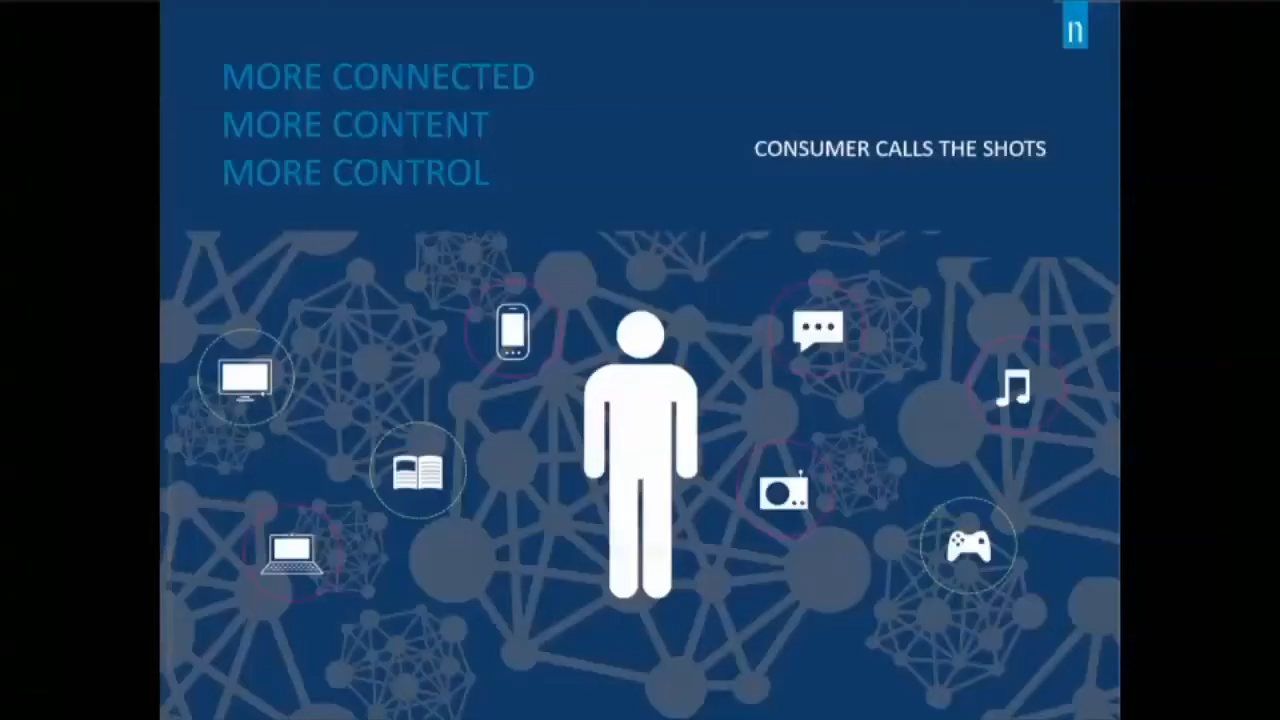 n
MORE CONNECTED
MORE CONTENT
MORE CONTROL
CONSUMER CALLS THE SHOTS